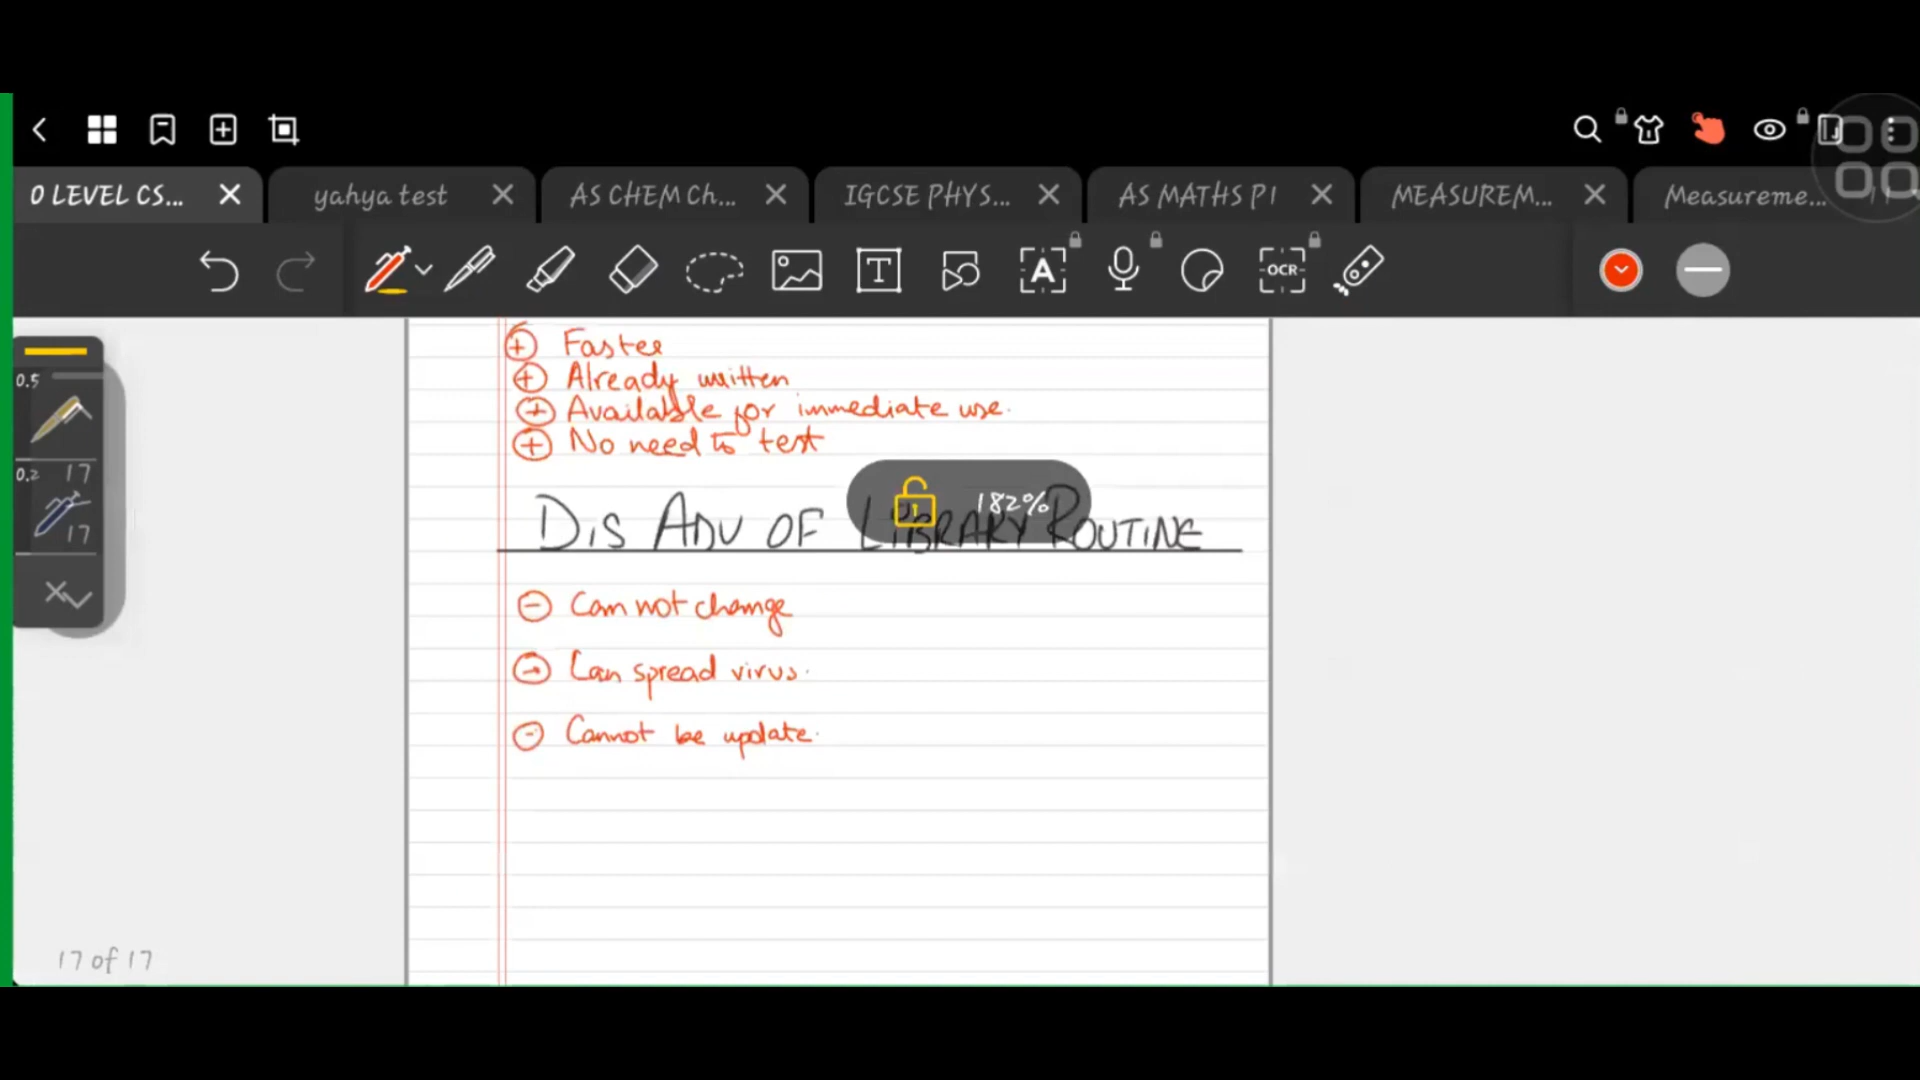 0 LEVEL CS...
yahya test
AS CHEM Ch...
IGCSE PHYS...
AS MATHS P1
MEASUREM...
Measureme...
T
A
OCR
Faster
Already written
Available for immediate use.
No need to test
182%
DIS ADV OF LIBRARY ROUTINE
Can not change
Can spread virus.
Cannot be update.
0.5
17
0.2
17
17 of 17